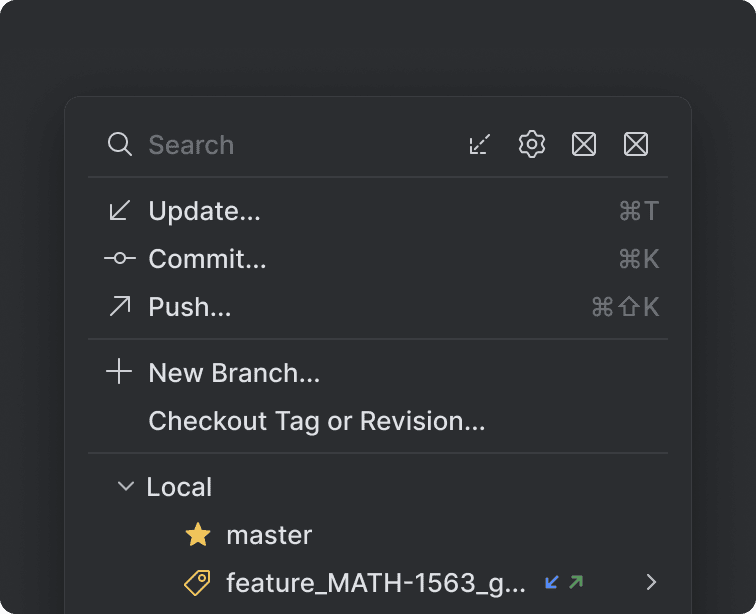 Search
Update... ⌘T
Commit... ⌘K
Push... ⌘⇧K
New Branch...
Checkout Tag or Revision...
Local
master
feature_MATH-1563_g...